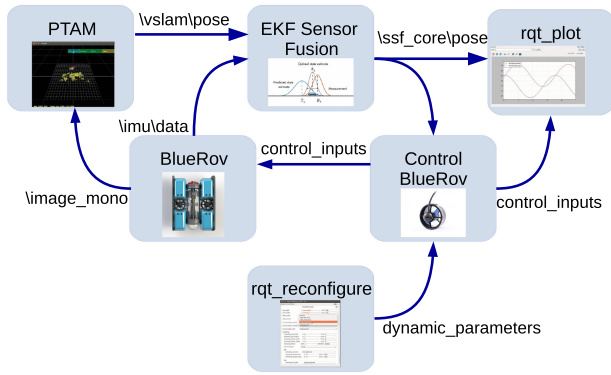 PTAM
\vslam\pose
EKF Sensor
Fusion
\ssf_core\pose
rqt_plot
\imu\data
\image_mono
BlueRov
control_inputs
Control
BlueRov
control_inputs
rqt_reconfigure
dynamic_parameters